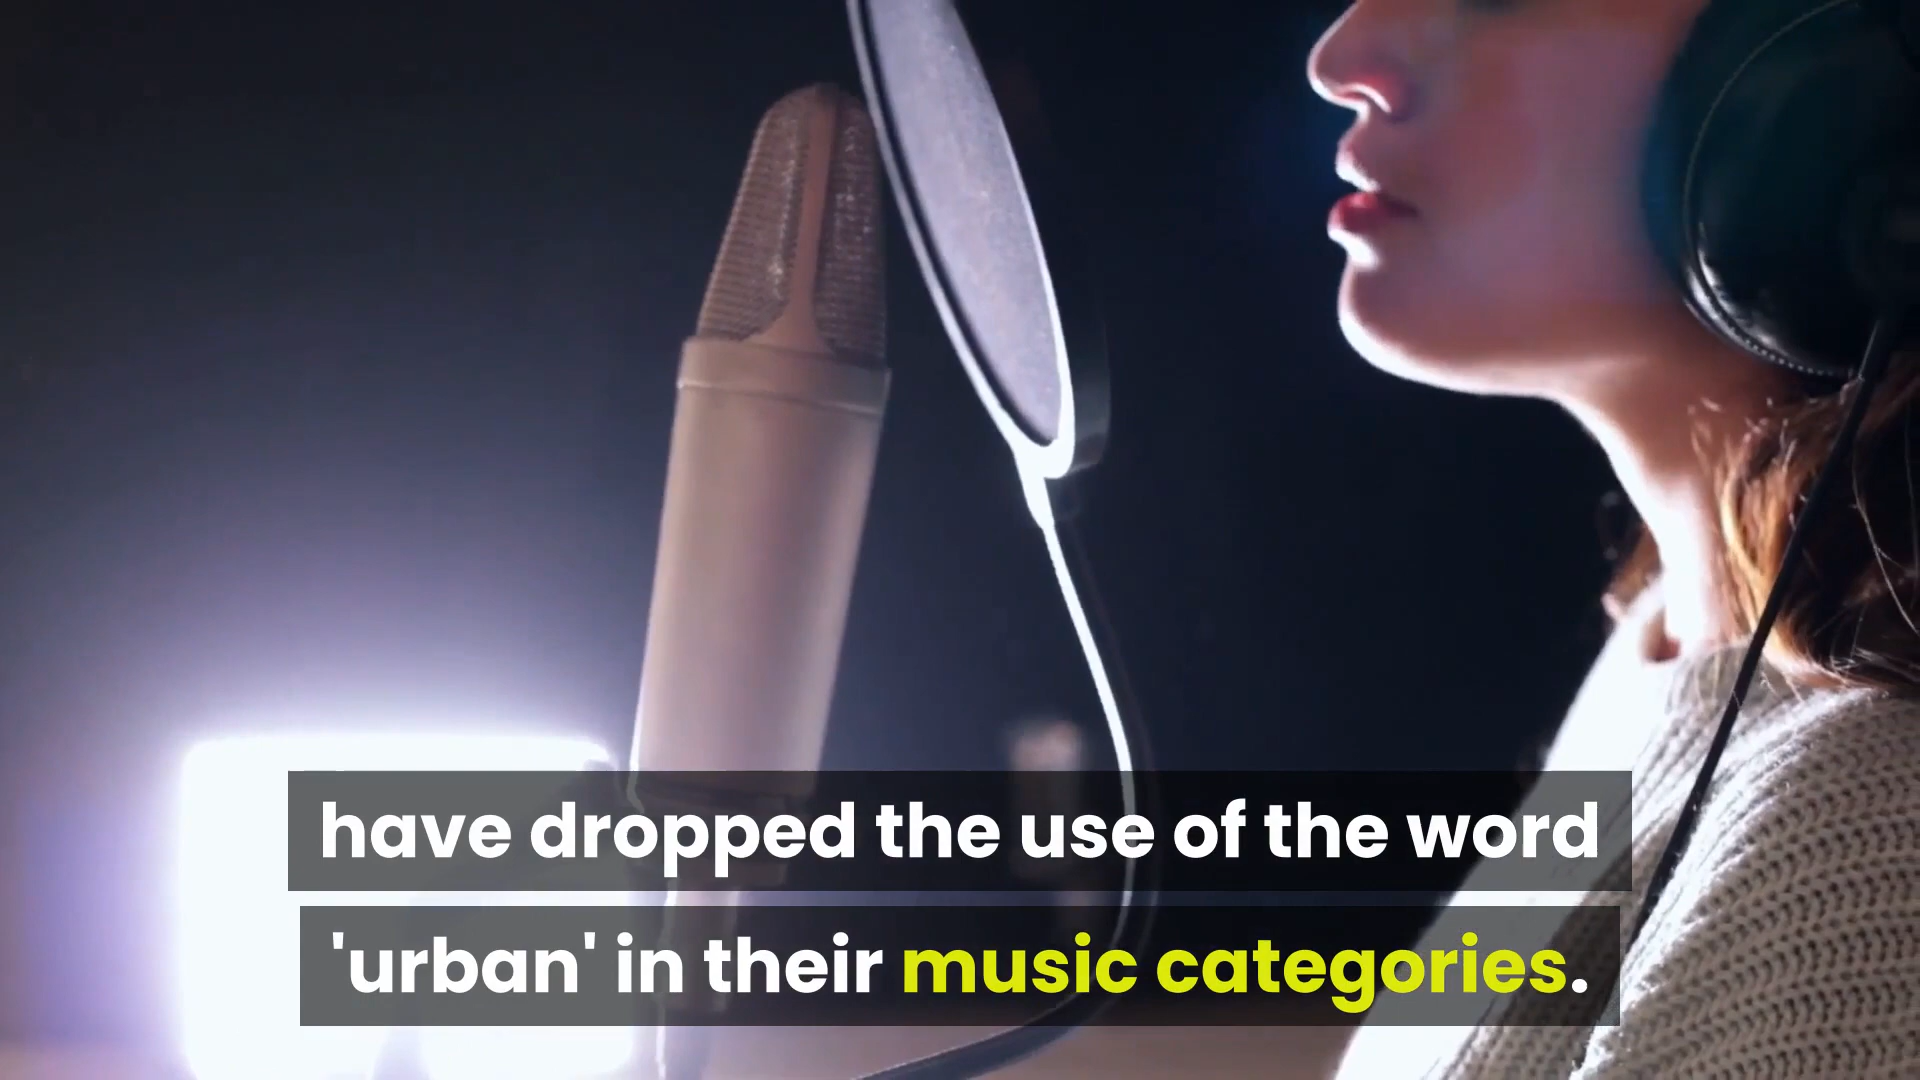 have dropped the use of the word
'urban' in their music categories.